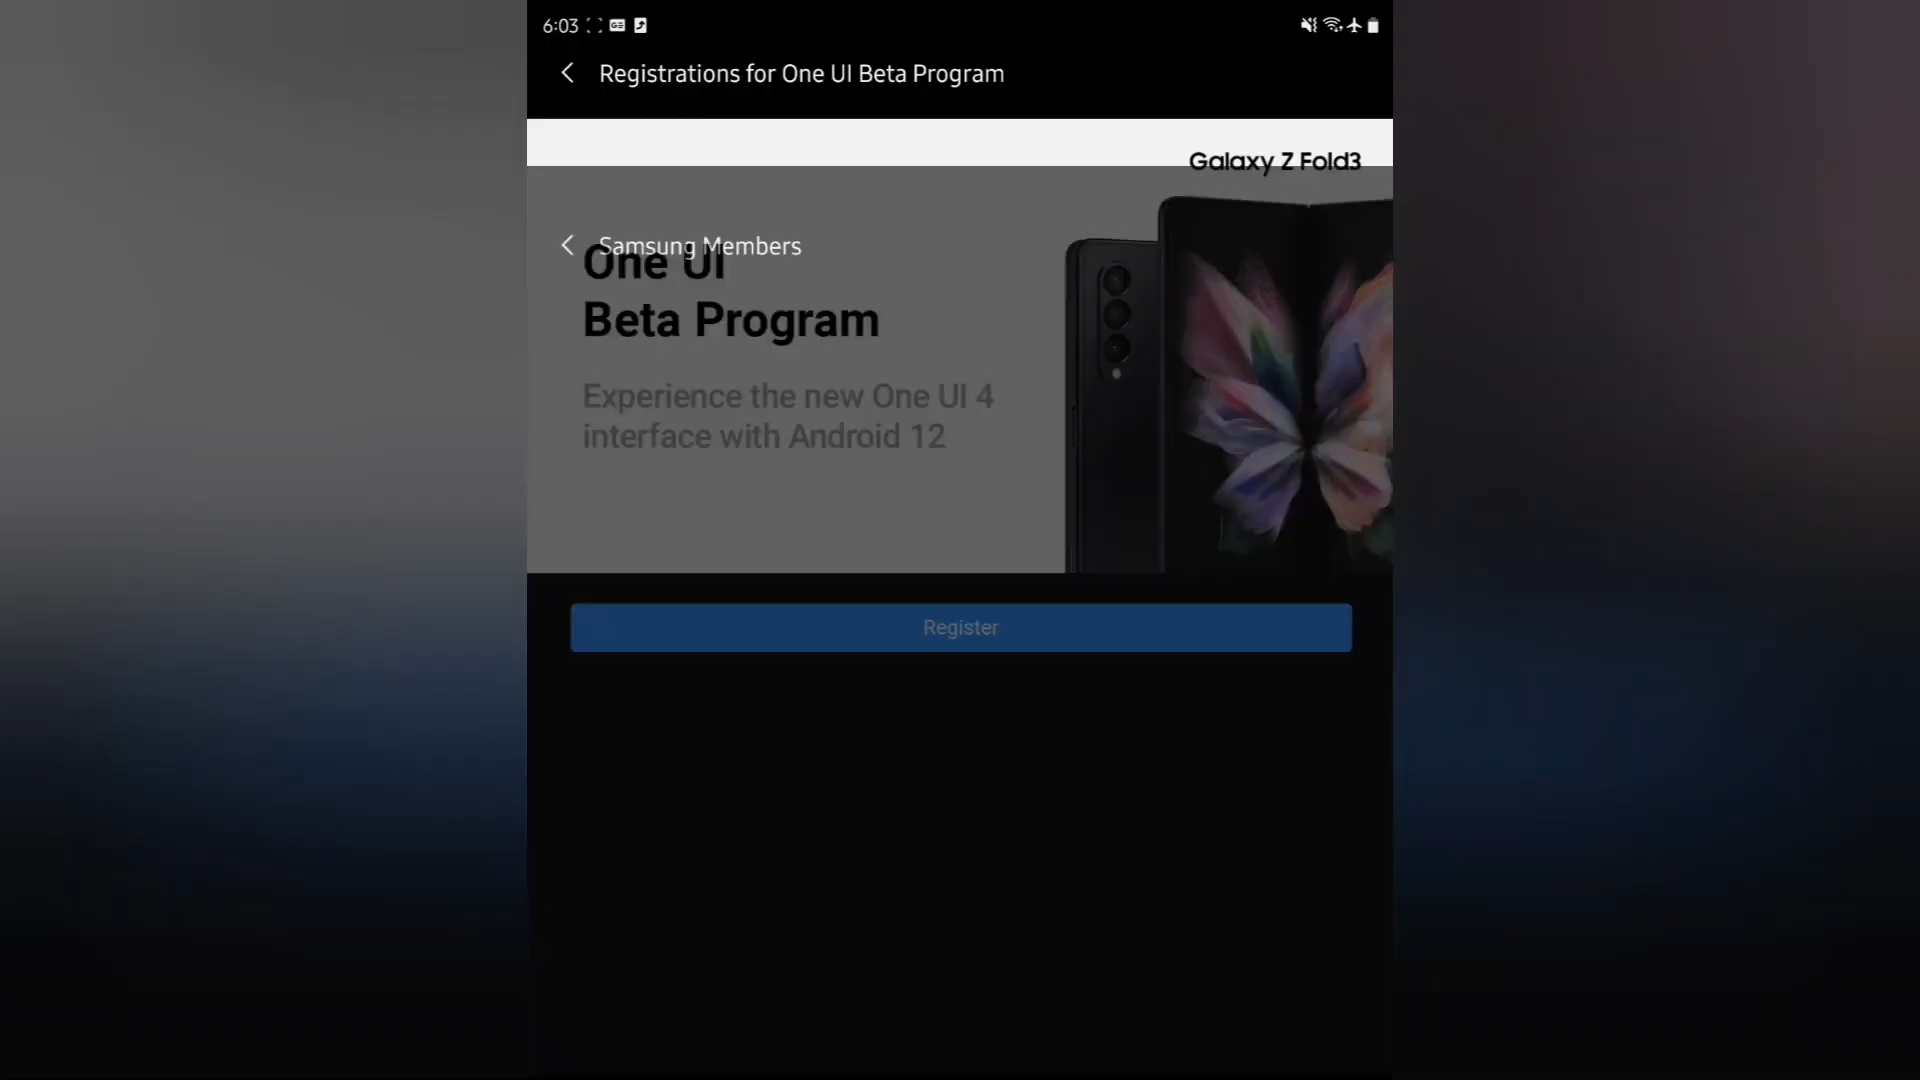 6:03
Registrations for One UI Beta Program
Galaxy Z Fold3
Samsung Members
One UI
Beta Program
Experience the new One UI 4
interface with Android 12
Register